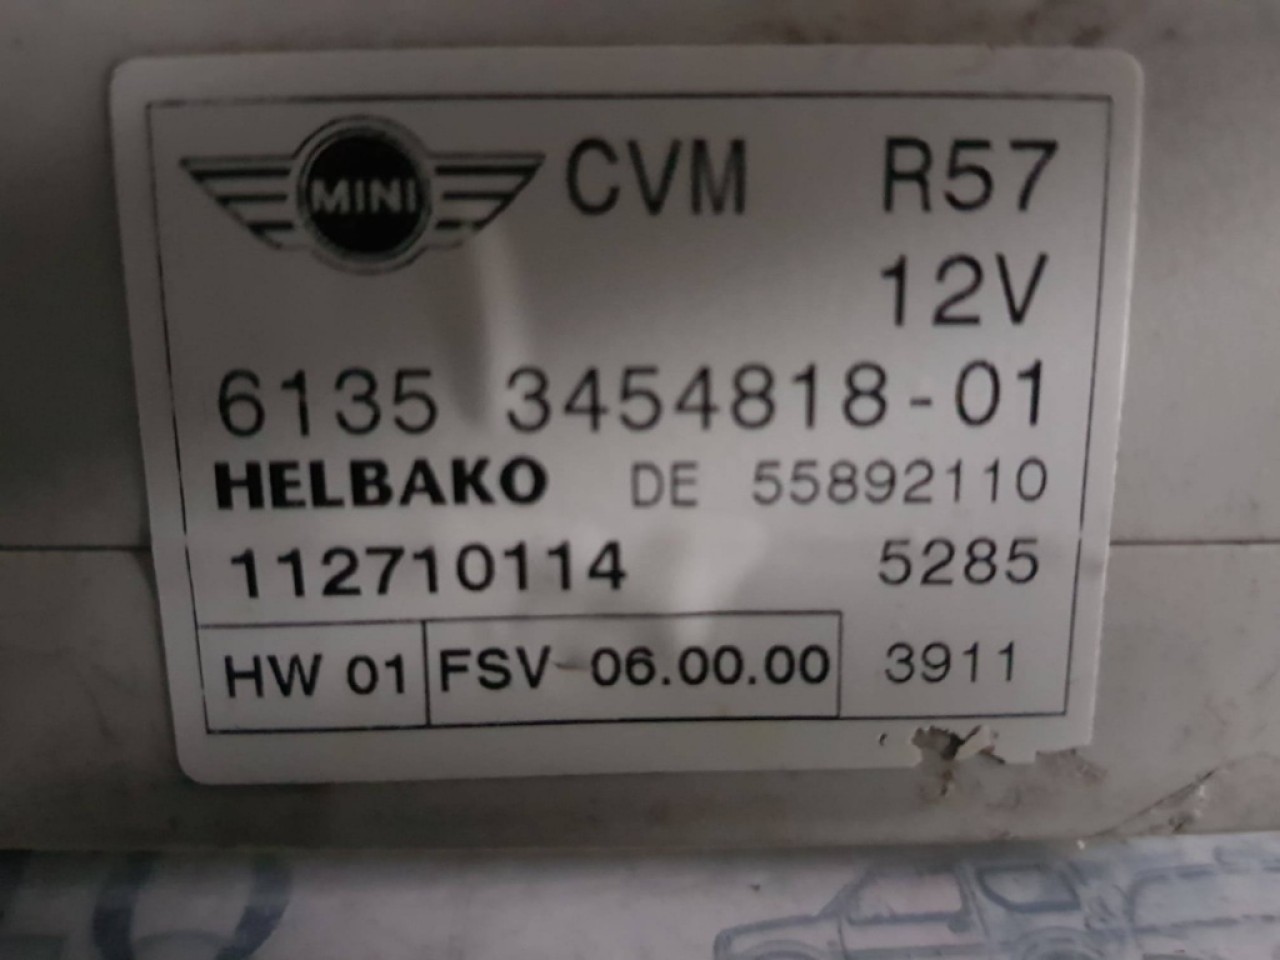 MINI CVM R57
12V
6135 3454818-01
HELBAKO DE 55892110
112710114 5285
HW 01 FSV 06.00.00 3911